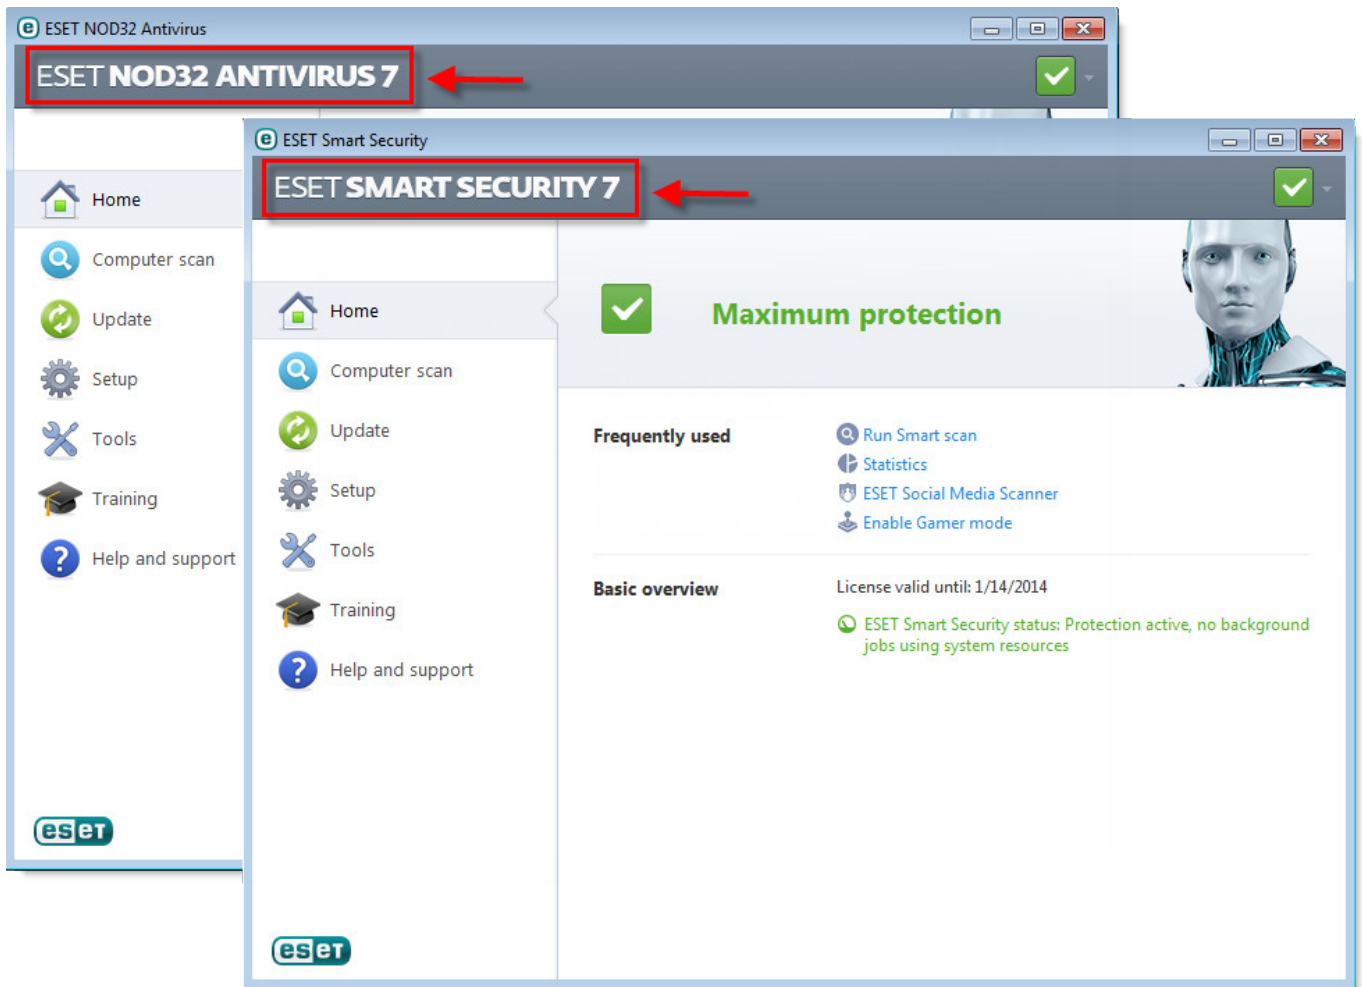 ESET NOD32 Antivirus
ESET NOD32 ANTIVIRUS 7
Home
Computer scan
Update
Setup
Tools
Training
Help and support
eset
ESET Smart Security
ESET SMART SECURITY 7
Home
Computer scan
Update
Setup
Tools
Training
Help and support
eset
Maximum protection
Frequently used
Run Smart scan
Statistics
ESET Social Media Scanner
Enable Gamer mode
Basic overview
License valid until: 1/14/2014
ESET Smart Security status: Protection active, no background
jobs using system resources